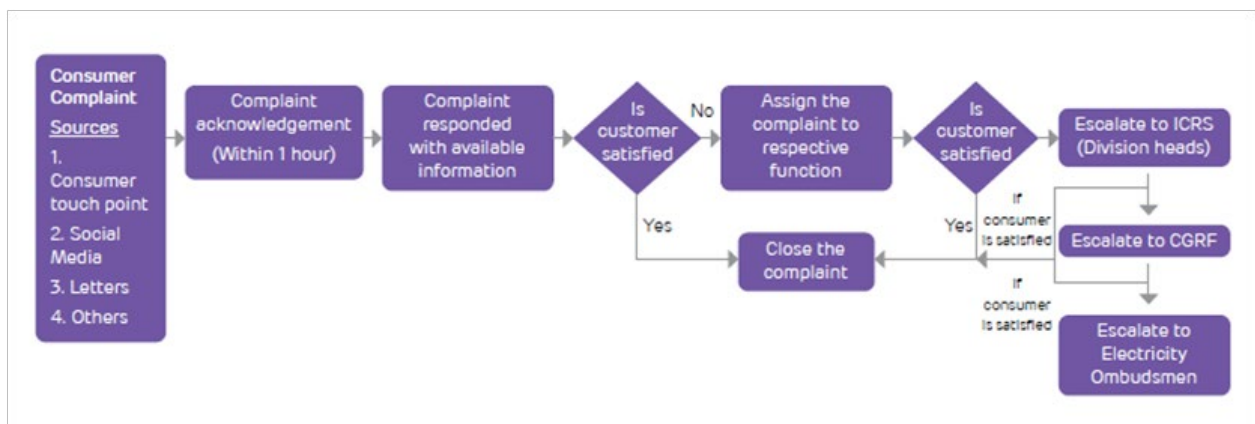 Consumer
Complaint
Sources
1.
Consumer
touch point
2. Social
Media
3. Letters
4. Others
Complaint
acknowledgement
(Within 1 hour)
Complaint
responded
with available
information
Is
customer
satisfied
No
Yes
Assign the
complaint to
respective
function
Is
customer
satisfied
Yes
Close the
complaint
Escalate to ICRS
(Division heads)
If
consumer
is satisfied
Escalate to CGRF
If
consumer
is satisfied
Escalate to
Electricity
Ombudsmen